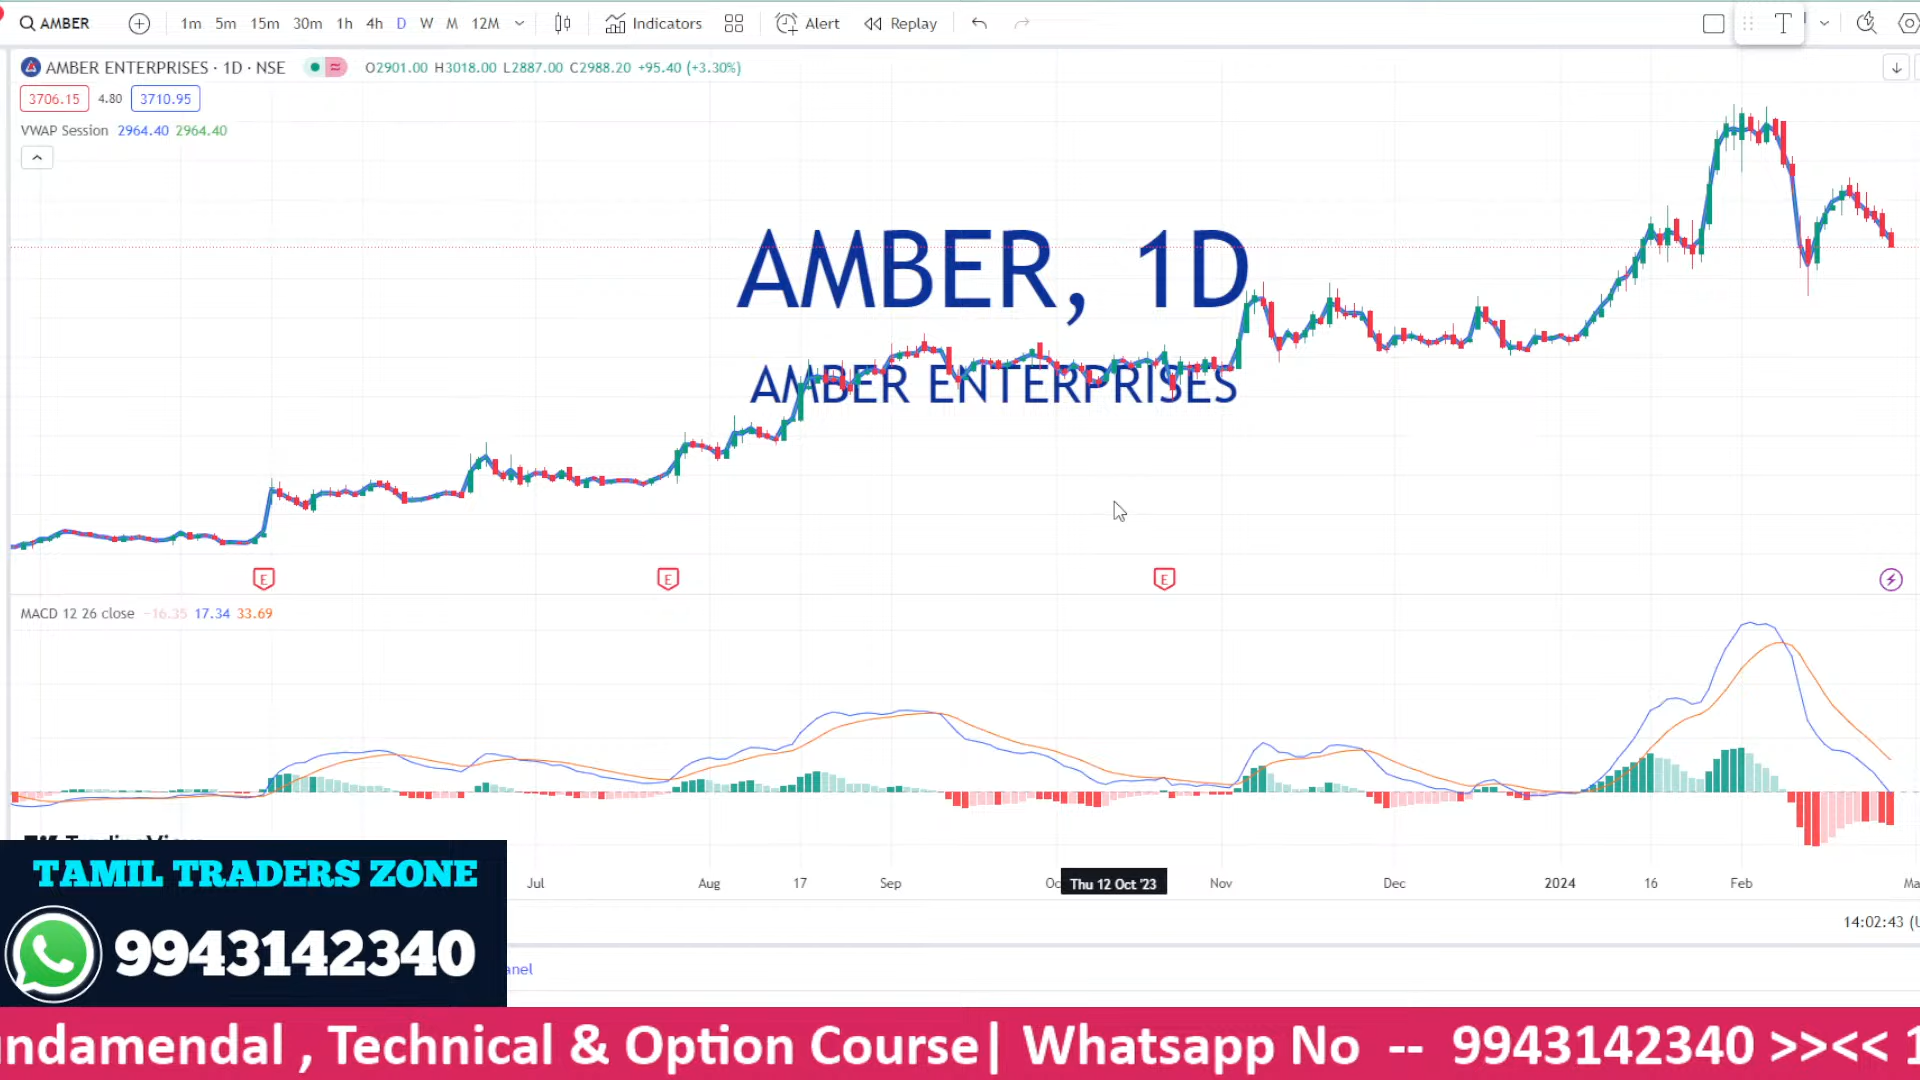 AMBER 1m 5m 15m 30m 1h 4h D W M 12M Indicators Alert Replay T
AMBER ENTERPRISES · 1D · NSE O2901.00 H3018.00 L2887.00 C2988.20 +95.40 (+3.30%)
3706.15 4.80 3710.95
VWAP Session 2964.40 2964.40
AMBER, 1D
AMBER ENTERPRISES
E E E
MACD 12 26 close −16.35 17.34 33.69
TAMIL TRADERS ZONE
9943142340
Jul Aug 17 Sep Thu 12 Oct '23 Nov Dec 2024 16 Feb
14:02:43
Technical & Option Course| Whatsapp No -- 9943142340 >><<